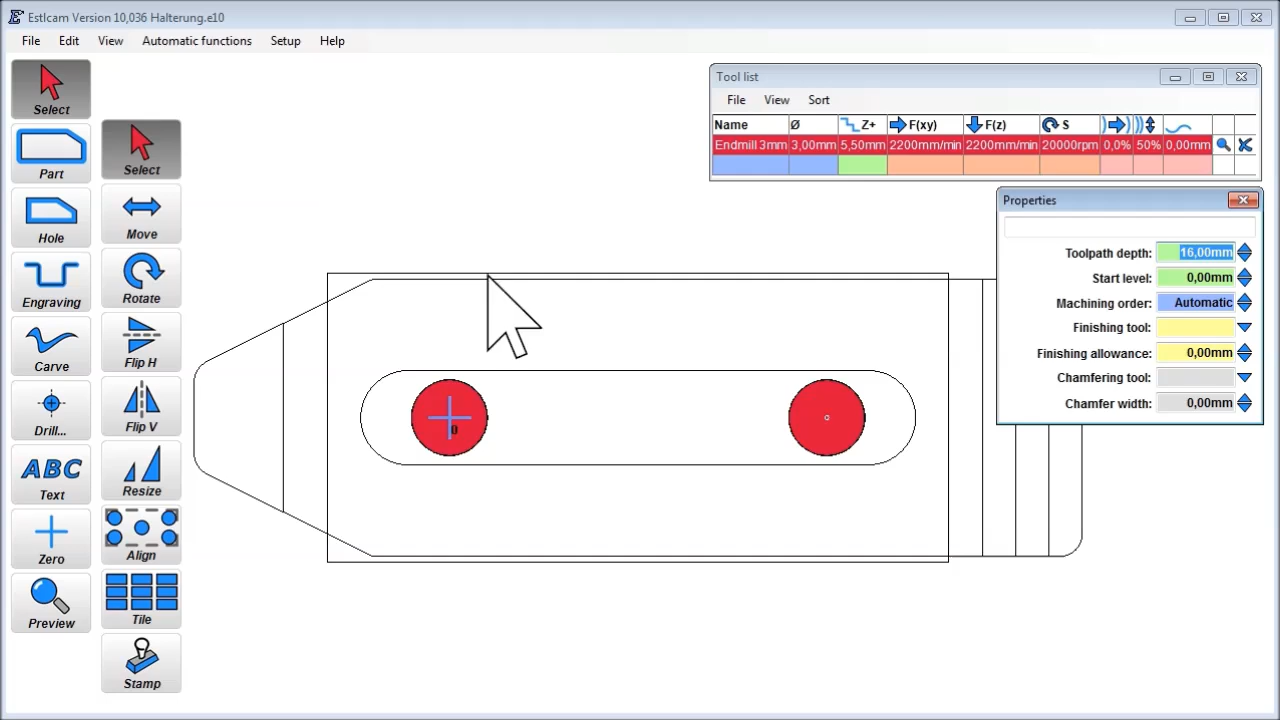 Estlcam Version 10,036 Halterung.e10
File Edit View Automatic functions Setup Help
Select
Part
Hole
Engraving
Carve
Drill...
ABC
Text
Zero
Preview
Select
Move
Rotate
Flip H
Flip V
Resize
Align
Tile
Stamp
Tool list
File View Sort
Name Ø Z+ F(xy) F(z) S
Endmill 3mm 3,00mm 5,50mm 2200mm/min 2200mm/min 20000rpm 0,0% 50% 0,00mm
Properties
Toolpath depth: 16,00mm
Start level: 0,00mm
Machining order: Automatic
Finishing tool:
Finishing allowance: 0,00mm
Chamfering tool:
Chamfer width: 0,00mm
0